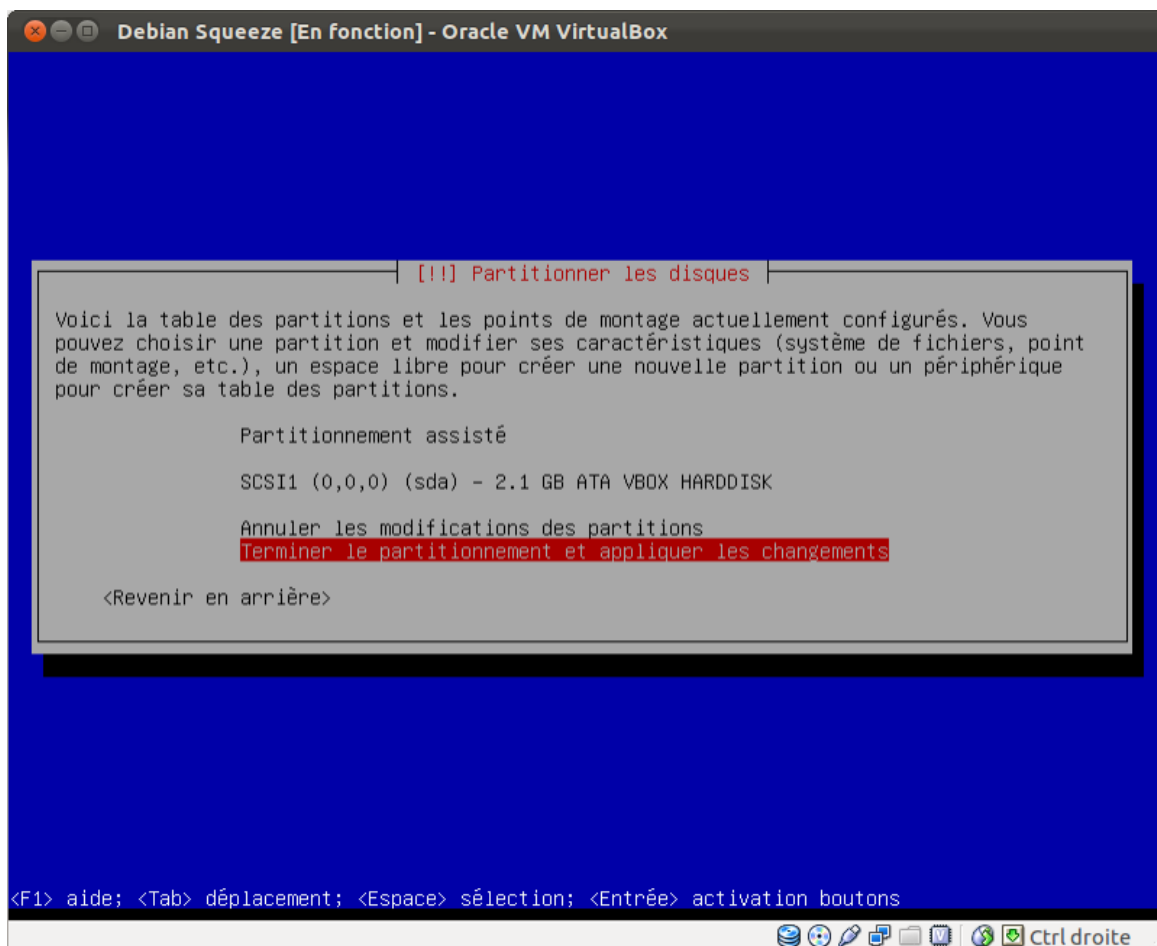 Debian Squeeze [En fonction] - Oracle VM VirtualBox
[!!] Partitionner les disques
Voici la table des partitions et les points de montage actuellement configurés. Vous
pouvez choisir une partition et modifier ses caractéristiques (système de fichiers, point
de montage, etc.), un espace libre pour créer une nouvelle partition ou un périphérique
pour créer sa table des partitions.
Partitionnement assisté
SCSI1 (0,0,0) (sda) - 2.1 GB ATA VBOX HARDDISK
Annuler les modifications des partitions
Terminer le partitionnement et appliquer les changements
<Revenir en arrière>
<F1> aide; <Tab> déplacement; <Espace> sélection; <Entrée> activation boutons
Ctrl droite